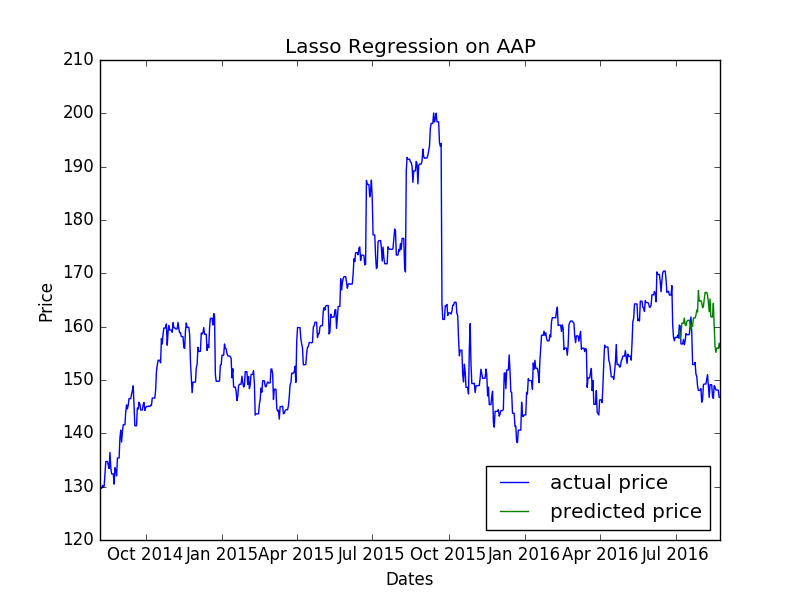 Lasso Regression on AAP
210
200
190
180
170
160
150
140
130
120
Price
Oct 2014 Jan 2015 Apr 2015 Jul 2015 Oct 2015 Jan 2016 Apr 2016 Jul 2016
Dates
actual price
predicted price